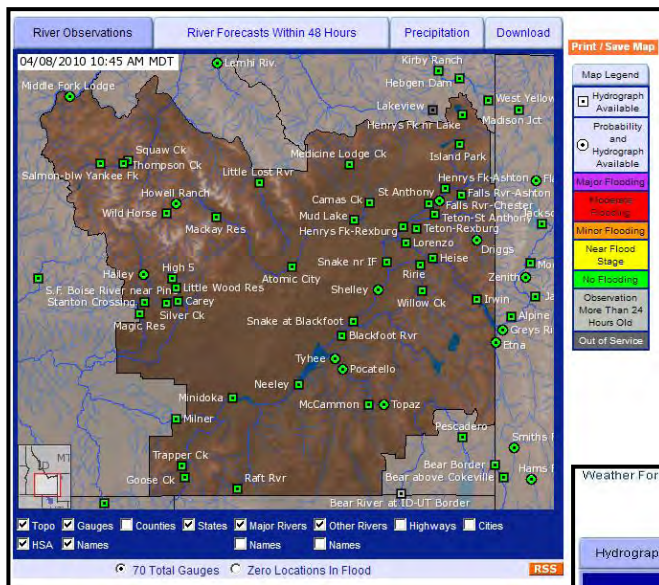 River Observations
River Forecasts Within 48 Hours
Precipitation
Download
Print / Save Map
04/08/2010 10:45 AM MDT
Lemhi Riv
Kirby Ranch
Hebgen Dam
Middle Fork Lodge
Lakeview
West Yellow
Madison Jct
Henrys Fk nr Lake
Island Park
Squaw Ck
Thompson Ck
Salmon-blw Yankee Fk
Little Lost Rvr
Medicine Lodge Ck
Henrys Fk-Ashton
St Anthony
Falls Rvr-Ashton
Howell Ranch
Camas Ck
Falls Rvr-Chester
Wild Horse
Mackay Res
Mud Lake
Teton-St Anthony
Henrys Fk-Rexburg
Teton-Rexburg
Lorenzo
Driggs
Snake nr IF
Heise
Ririe
Hailey
High 5
Atomic City
Zenith
S.F. Boise River near Pin
Little Wood Res
Shelley
Stanton Crossing
Carey
Willow Ck
Irwin
Silver Ck
Alpine
Magic Res
Snake at Blackfoot
Greys Ri
Blackfoot Rvr
Etna
Tyhee
Pocatello
Neeley
Minidoka
McCammon
Topaz
Milner
Pescadero
Smiths F
Trapper Ck
Bear Border
Goose Ck
Bear above Cokeville
Hams F
Raft Rvr
Bear River at ID-UT Border
ID
MT
Map Legend
Hydrograph Available
Probability and Hydrograph Available
Major Flooding
Moderate Flooding
Minor Flooding
Near Flood Stage
No Flooding
Observation More Than 24 Hours Old
Out of Service
Topo Gauges Counties States Major Rivers Other Rivers Highways Cities
HSA Names Names Names
70 Total Gauges Zero Locations In Flood
RSS
Weather For
Hydrograp